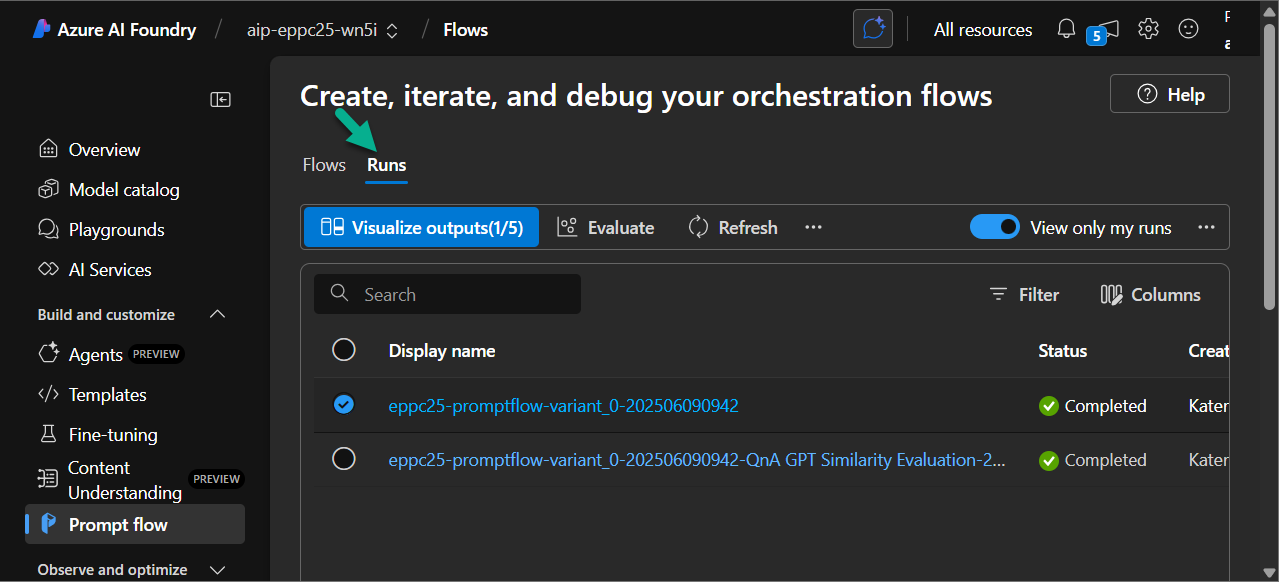 Azure AI Foundry / aip-eppc25-wn5i / Flows
All resources
5
Create, iterate, and debug your orchestration flows
Help
Flows Runs
Visualize outputs(1/5) Evaluate Refresh ... View only my runs ...
Search
Filter Columns
Display name Status Creat
eppc25-promptflow-variant_0-202506090942 Completed Kater
eppc25-promptflow-variant_0-202506090942-QnA GPT Similarity Evaluation-2... Completed Kater
Overview
Model catalog
Playgrounds
AI Services
Build and customize
Agents PREVIEW
Templates
Fine-tuning
Content
Understanding PREVIEW
Prompt flow
Observe and optimize